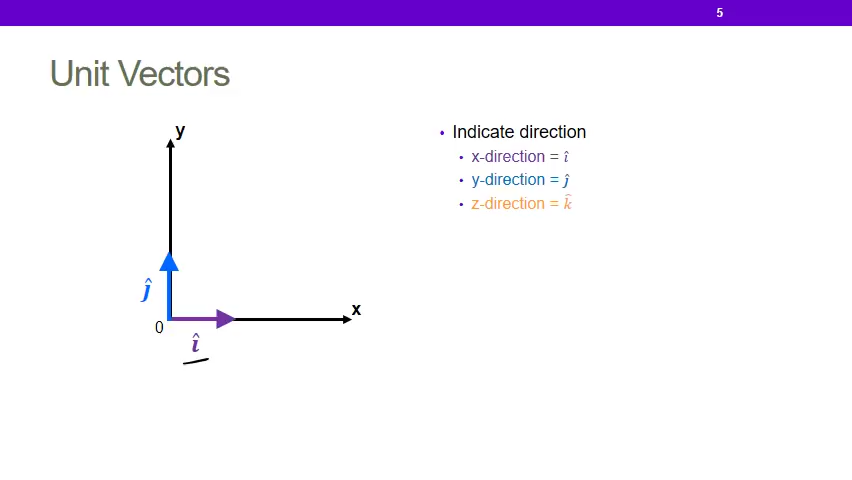 5
Unit Vectors
y
• Indicate direction
• x-direction = î
• y-direction = ĵ
• z-direction = k̂
ĵ
x
0
î